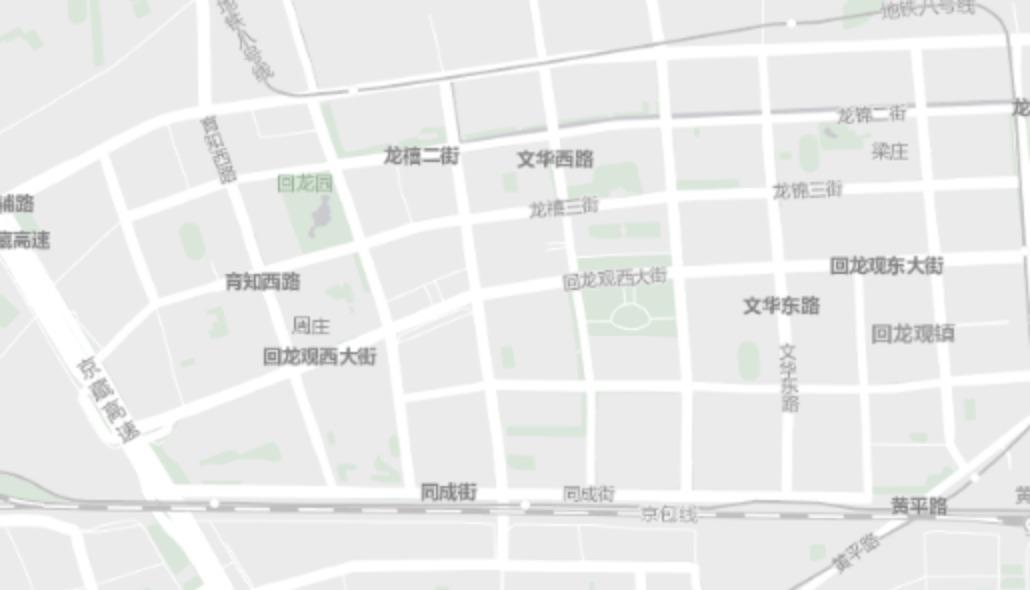 地铁八号线
地铁八号线
龙锦二街
育知西路
龙禧二街
文华西路
梁庄
回龙园
龙锦三街
辅路
龙禧三街
高速
回龙观东大街
育知西路
回龙观西大街
文华东路
周庄
回龙观镇
回龙观西大街
文华东路
京藏高速
同成街
同成街
京包线
黄平路
黄平路